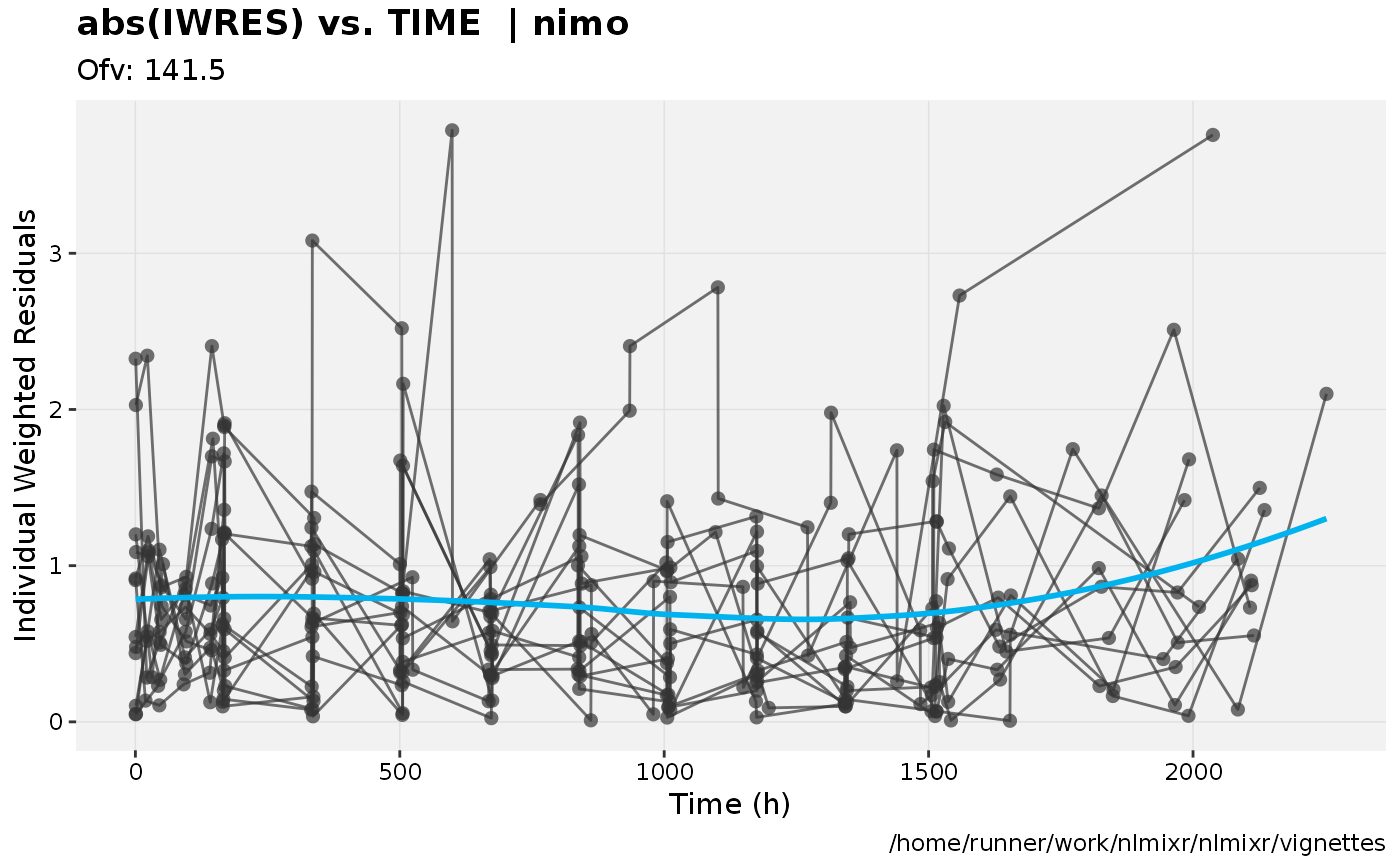 abs(IWRES) vs. TIME | nimo
Ofv: 141.5
Individual Weighted Residuals
3
2
1
0
0 500 1000 1500 2000
Time (h)
/home/runner/work/nlmixr/nlmixr/vignettes